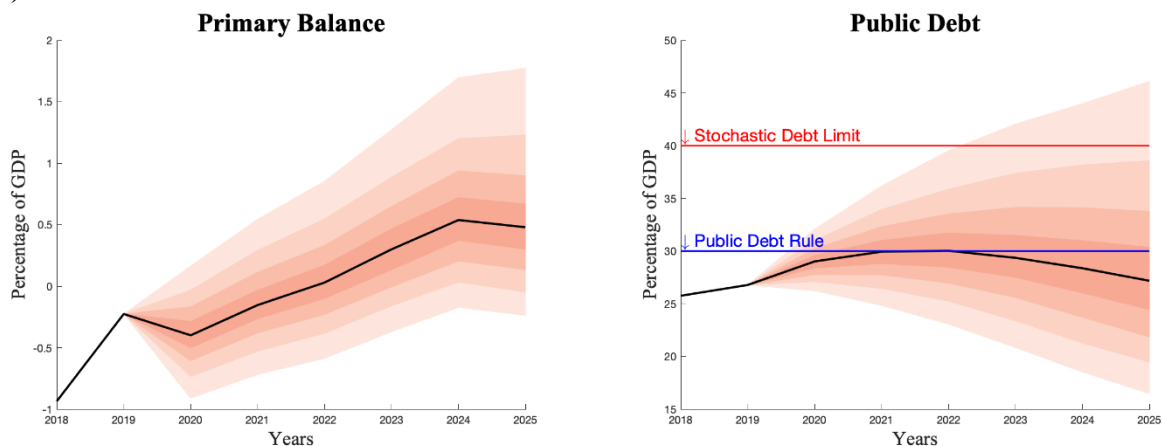 )
Primary Balance
2
1.5
1
0.5
0
-0.5
-1
Percentage of GDP
2018 2019 2020 2021 2022 2023 2024 2025
Years
Public Debt
50
45
40
35
30
25
20
15
Percentage of GDP
↓ Stochastic Debt Limit
↓ Public Debt Rule
2018 2019 2020 2021 2022 2023 2024 2025
Years